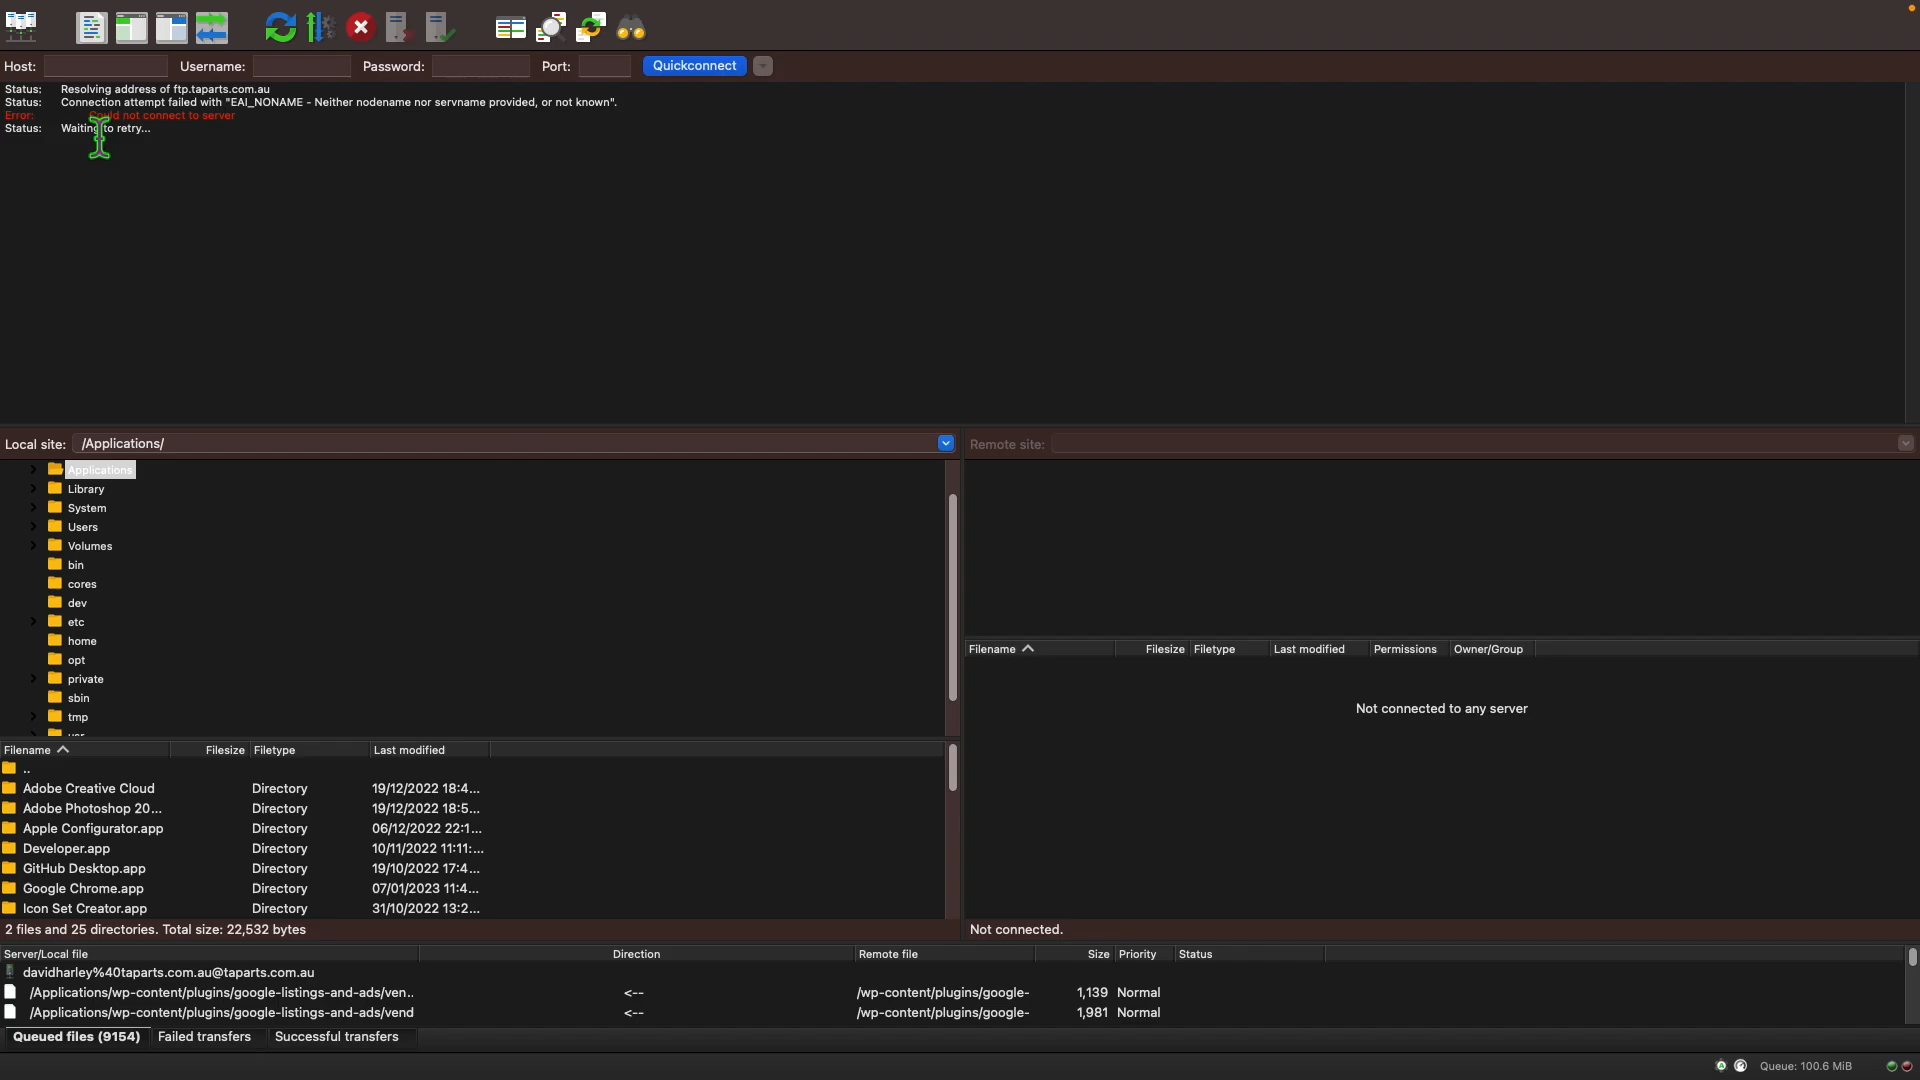 Host: Username: Password: Port: Quickconnect
Status: Resolving address of ftp.taparts.com.au
Status: Connection attempt failed with "EAI_NONAME - Neither nodename nor servname provided, or not known".
Error: Could not connect to server
Status: Waiting to retry...
Local site: /Applications/
Applications
Library
System
Users
Volumes
bin
cores
dev
etc
home
opt
private
sbin
tmp
usr
Filename Filesize Filetype Last modified
..
Adobe Creative Cloud Directory 19/12/2022 18:4...
Adobe Photoshop 20... Directory 19/12/2022 18:5...
Apple Configurator.app Directory 06/12/2022 22:1...
Developer.app Directory 10/11/2022 11:11:...
GitHub Desktop.app Directory 19/10/2022 17:4...
Google Chrome.app Directory 07/01/2023 11:4...
Icon Set Creator.app Directory 31/10/2022 13:2...
2 files and 25 directories. Total size: 22,532 bytes
Remote site:
Filename Filesize Filetype Last modified Permissions Owner/Group
Not connected to any server
Not connected.
Server/Local file Direction Remote file Size Priority Status
davidharley%40taparts.com.au@taparts.com.au
/Applications/wp-content/plugins/google-listings-and-ads/ven... <-- /wp-content/plugins/google- 1,139 Normal
/Applications/wp-content/plugins/google-listings-and-ads/vend <-- /wp-content/plugins/google- 1,981 Normal
Queued files (9154) Failed transfers Successful transfers
Queue: 100.6 MiB